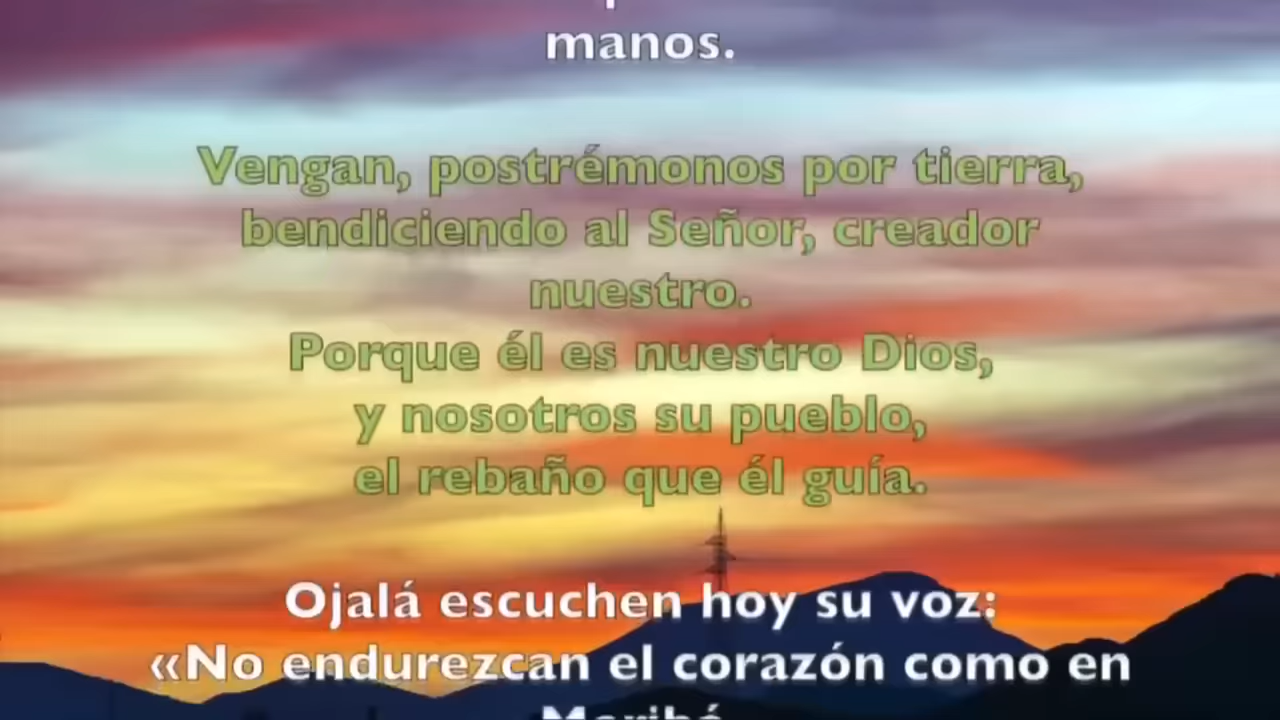 manos.
Vengan, postrémonos por tierra,
bendiciendo al Señor, creador
nuestro.
Porque él es nuestro Dios,
y nosotros su pueblo,
el rebaño que él guía.
Ojalá escuchen hoy su voz:
«No endurezcan el corazón como en